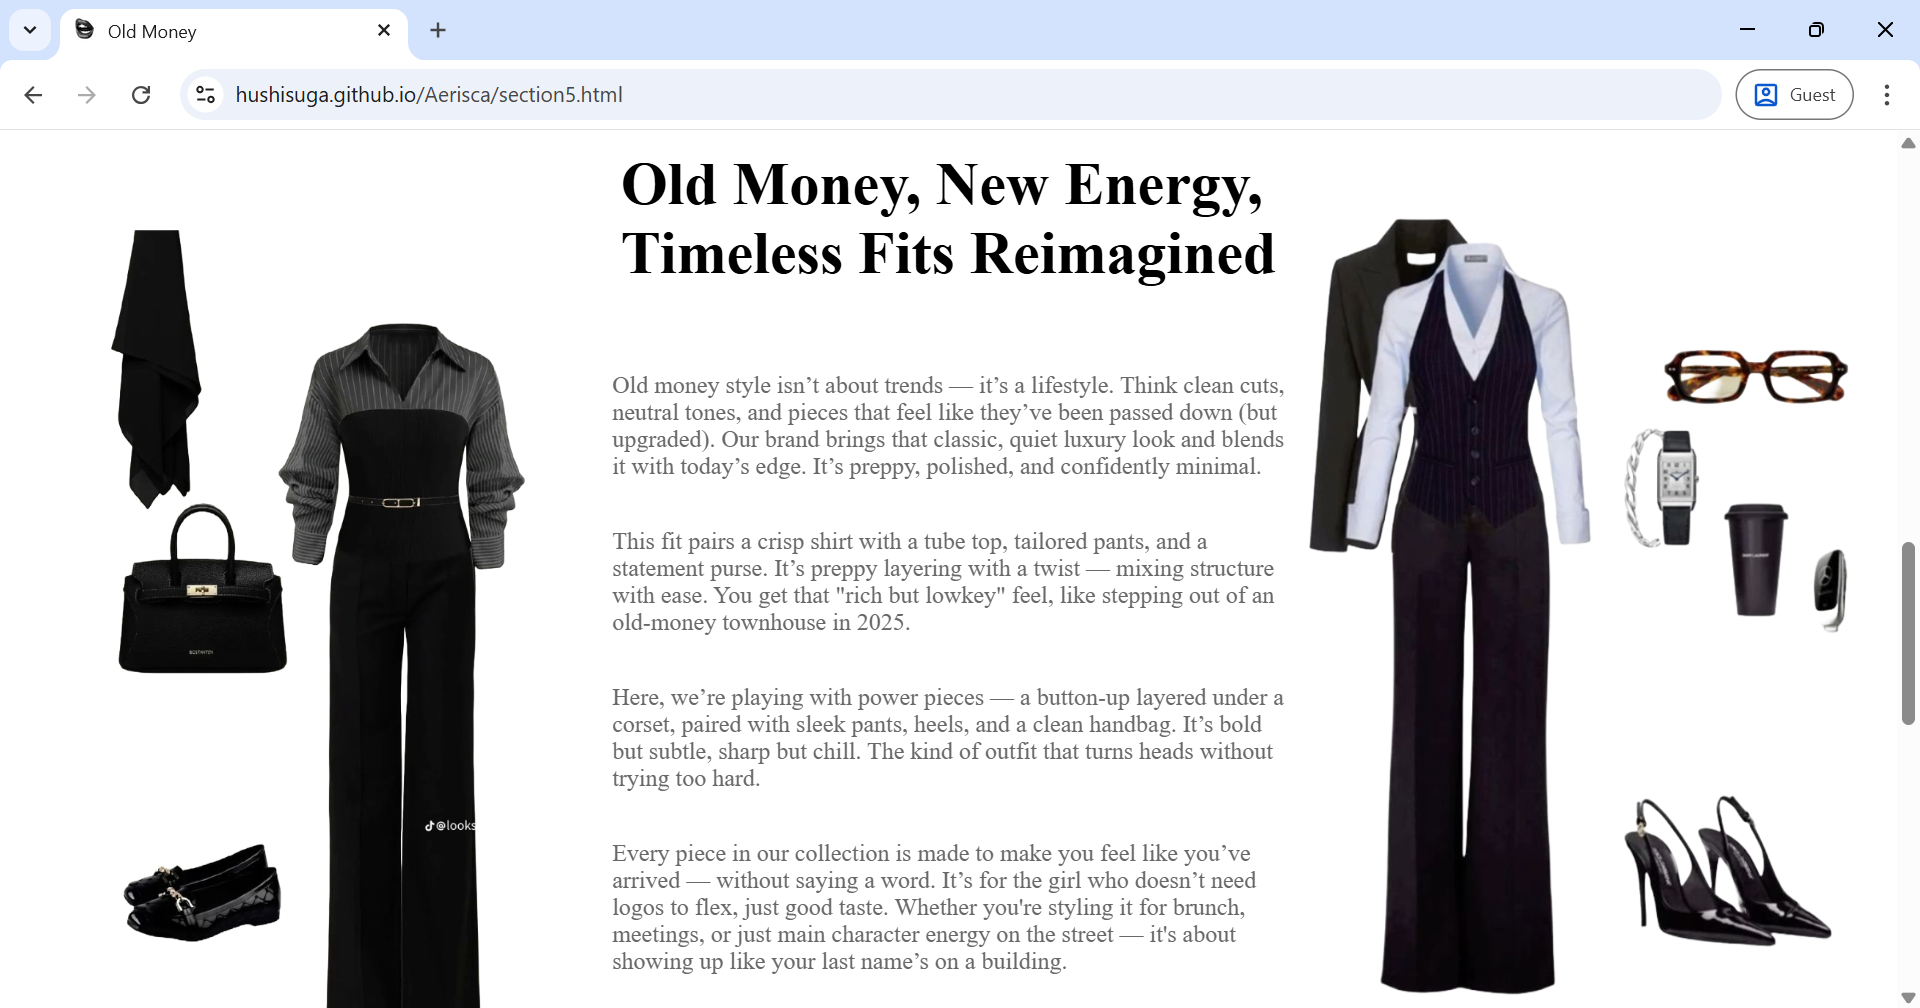 Old Money
hushisuga.github.io/Aerisca/section5.html
Guest
Old Money, New Energy,
Timeless Fits Reimagined
Old money style isn’t about trends — it’s a lifestyle. Think clean cuts,
neutral tones, and pieces that feel like they’ve been passed down (but
upgraded). Our brand brings that classic, quiet luxury look and blends
it with today’s edge. It’s preppy, polished, and confidently minimal.
This fit pairs a crisp shirt with a tube top, tailored pants, and a
statement purse. It’s preppy layering with a twist — mixing structure
with ease. You get that "rich but lowkey" feel, like stepping out of an
old-money townhouse in 2025.
Here, we’re playing with power pieces — a button-up layered under a
corset, paired with sleek pants, heels, and a clean handbag. It’s bold
but subtle, sharp but chill. The kind of outfit that turns heads without
trying too hard.
Every piece in our collection is made to make you feel like you’ve
arrived — without saying a word. It’s for the girl who doesn’t need
logos to flex, just good taste. Whether you're styling it for brunch,
meetings, or just main character energy on the street — it's about
showing up like your last name’s on a building.
BOSTANTEN
@looks